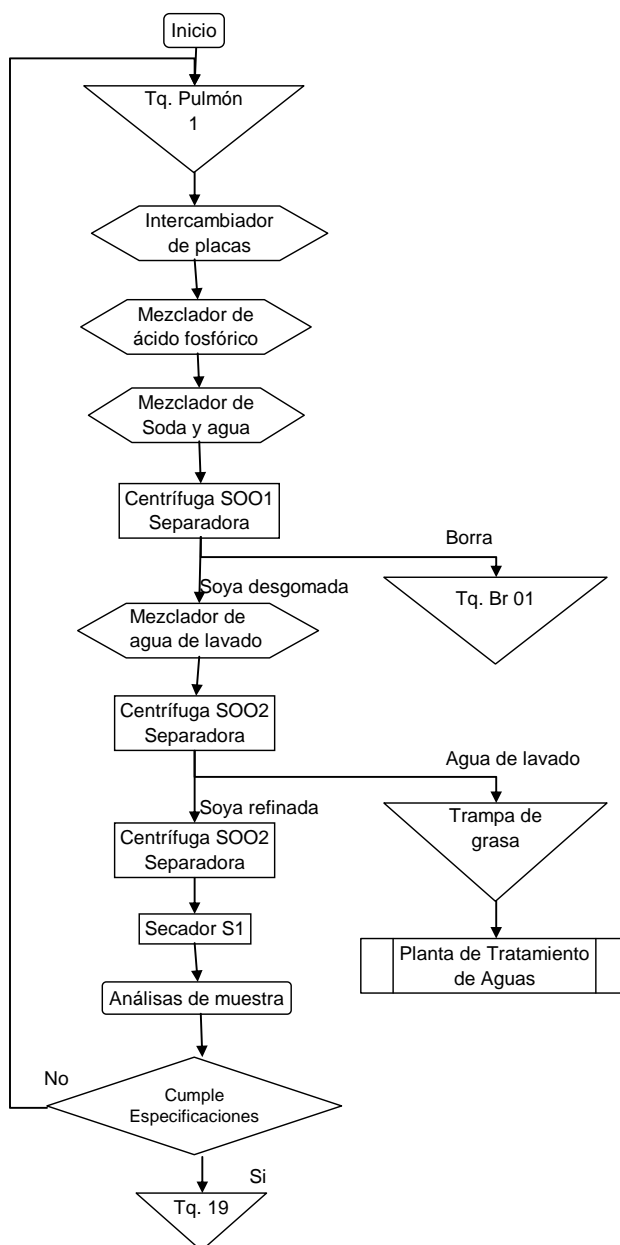 Inicio
Tq. Pulmón
1
Intercambiador
de placas
Mezclador de
ácido fosfórico
Mezclador de
Soda y agua
Centrífuga SOO1
Separadora
Borra
Soya desgomada
Tq. Br 01
Mezclador de
agua de lavado
Centrífuga SOO2
Separadora
Agua de lavado
Soya refinada
Trampa de
grasa
Centrífuga SOO2
Separadora
Secador S1
Planta de Tratamiento
de Aguas
Análisas de muestra
No
Cumple
Especificaciones
Si
Tq. 19